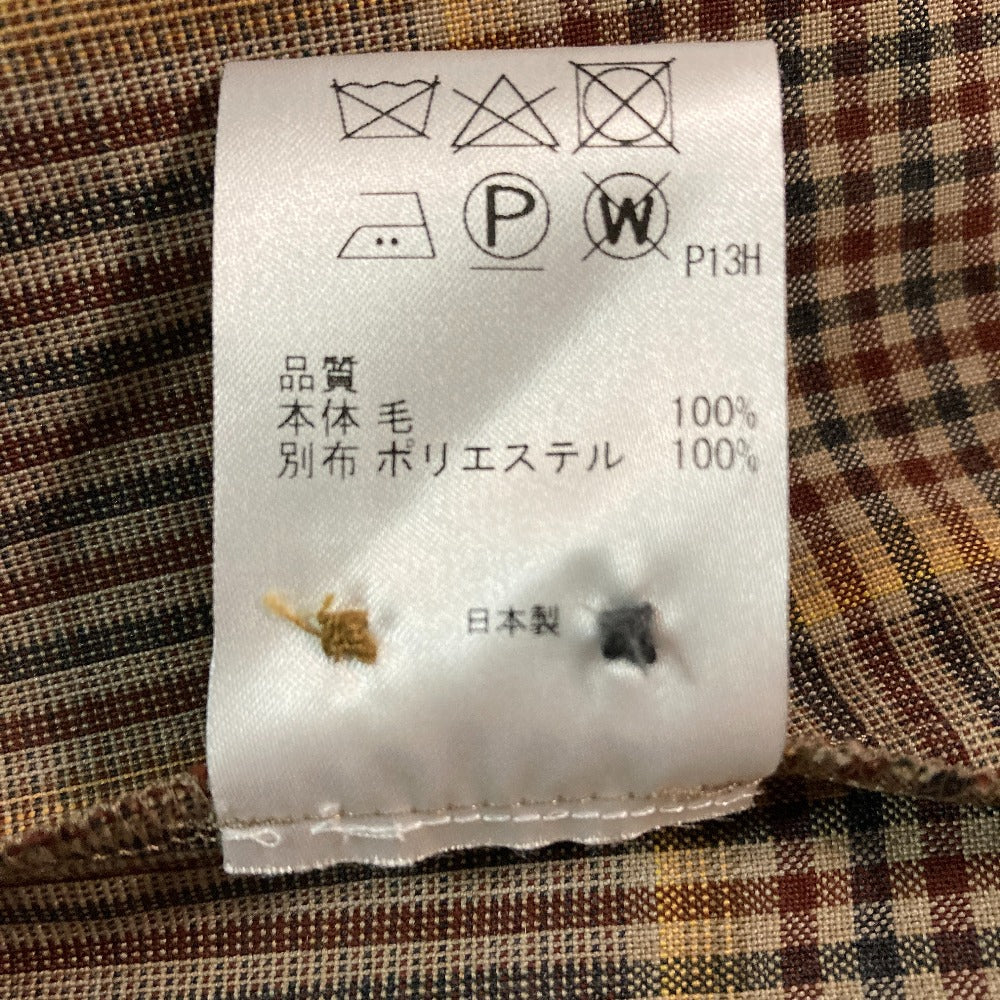 P W P13H
品質
本体 毛 100%
別布 ポリエステル 100%
日本製